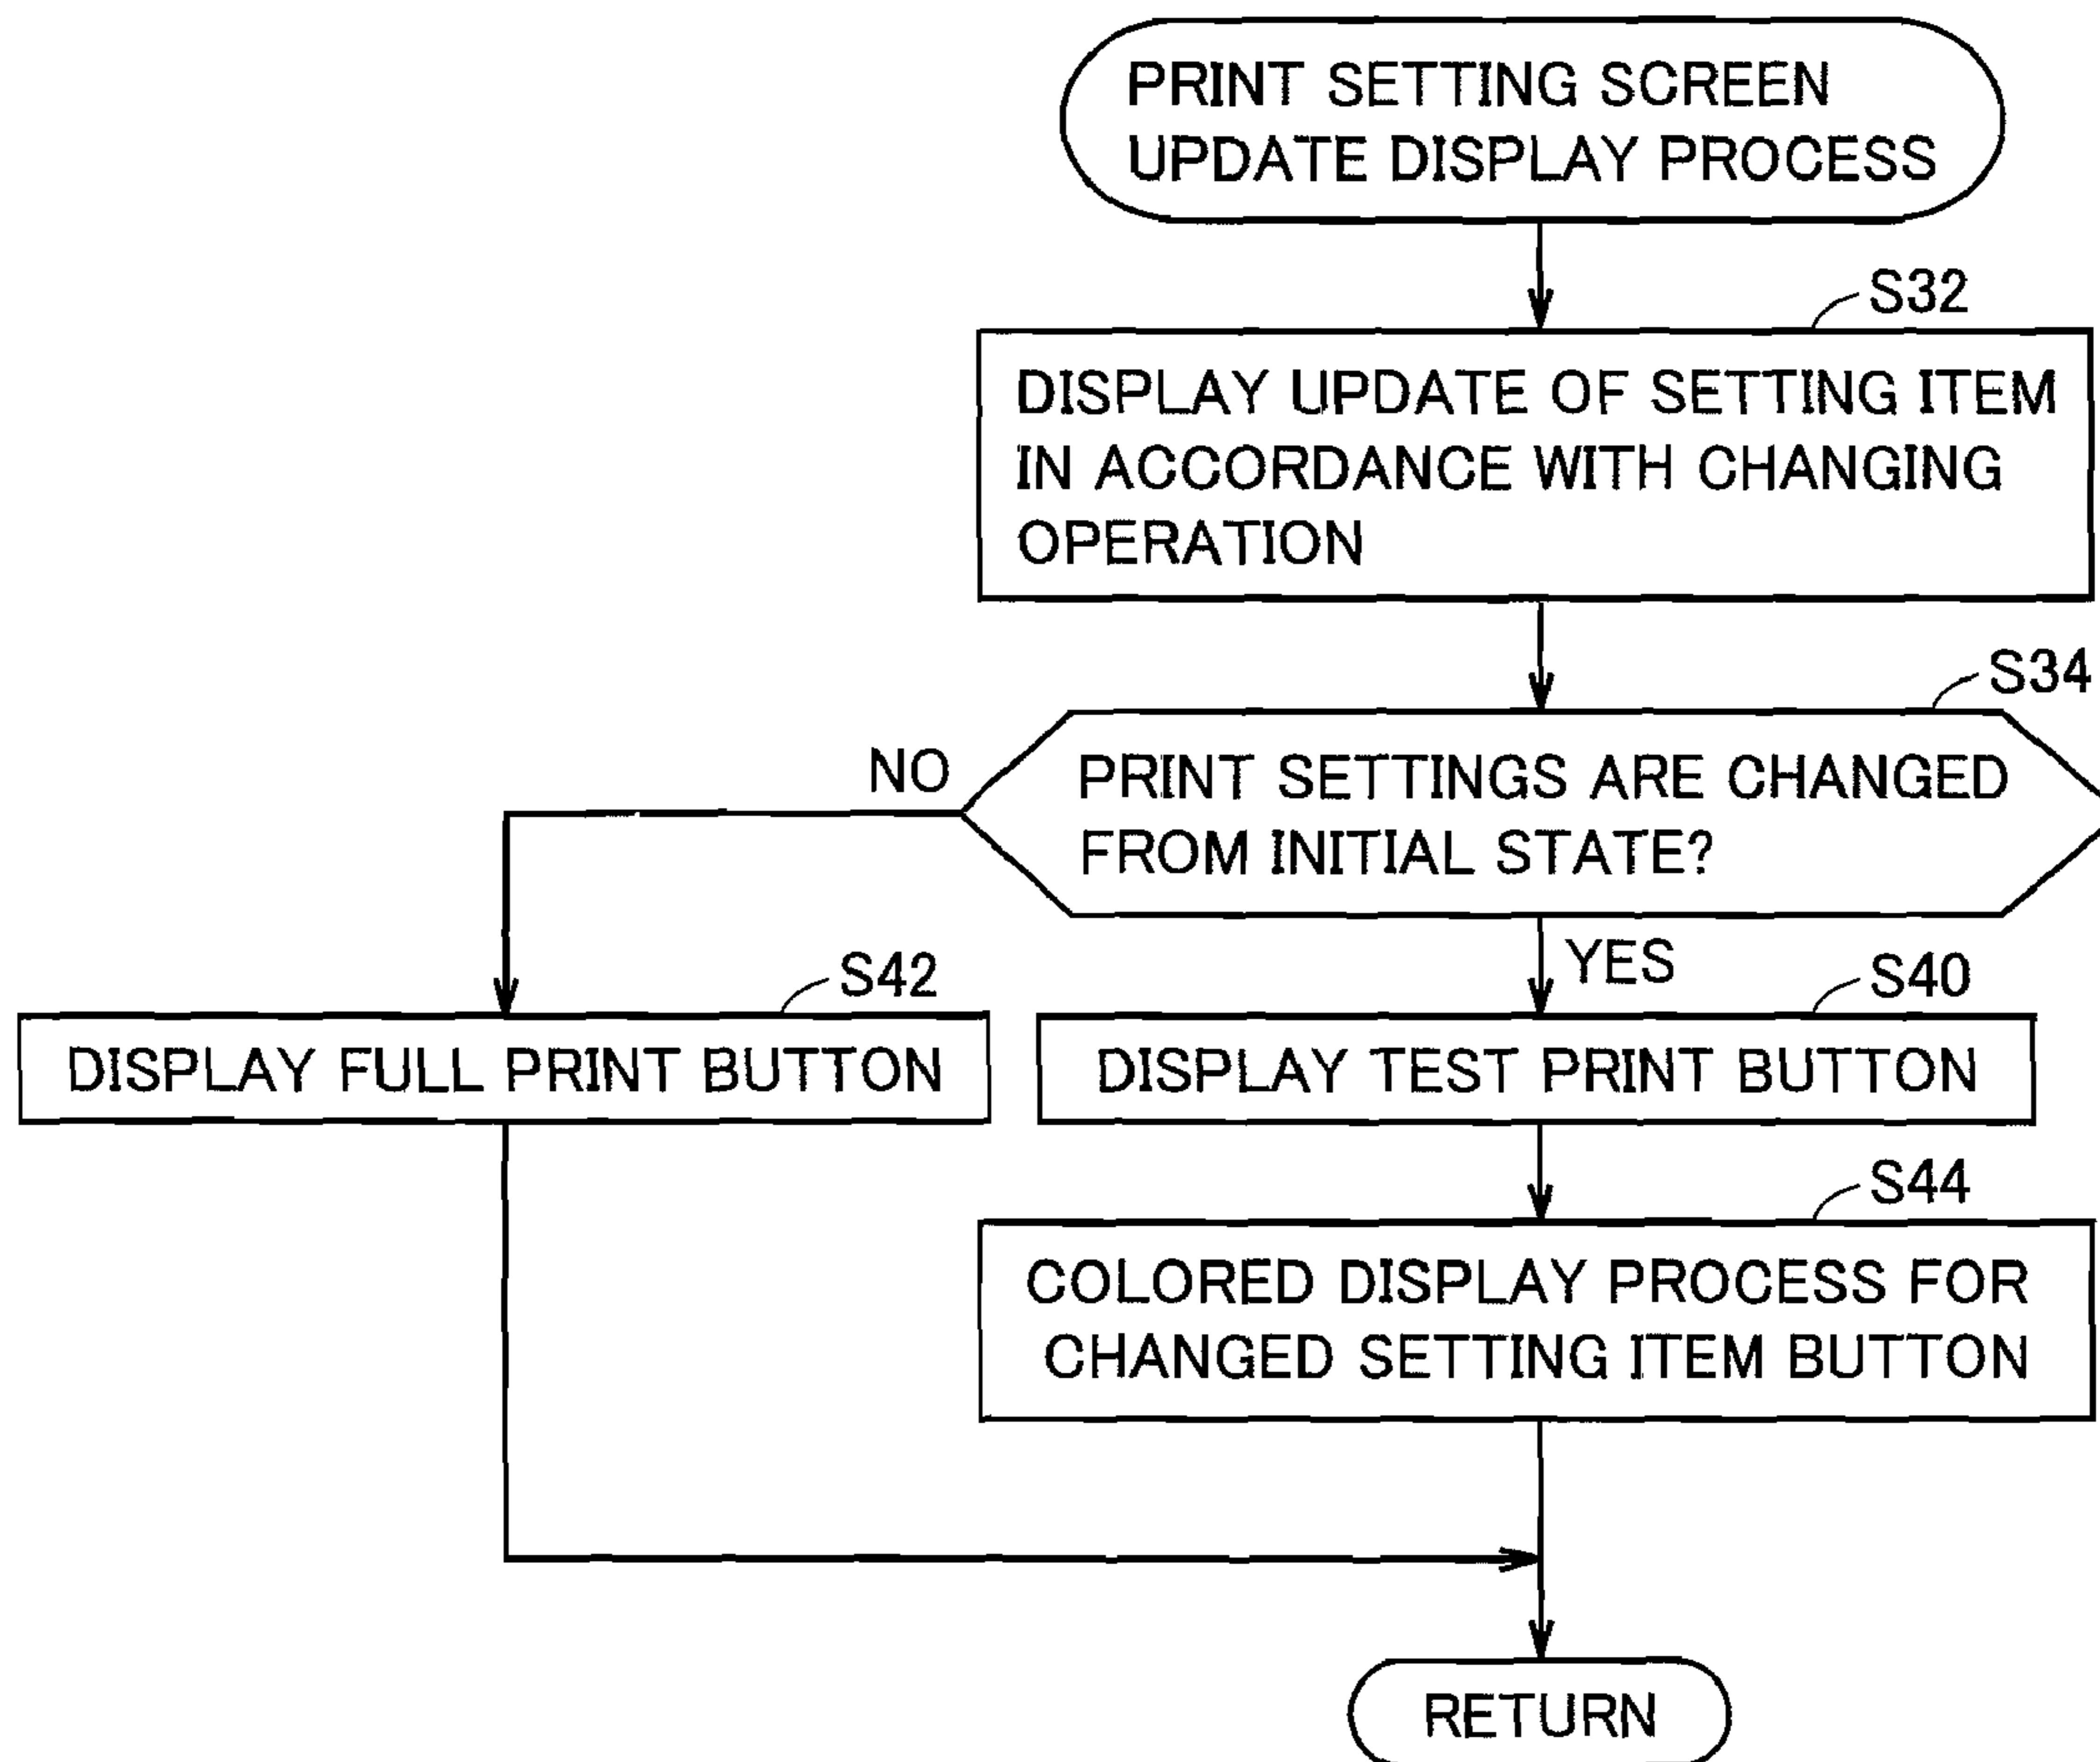 PRINT SETTING SCREEN
UPDATE DISPLAY PROCESS
S32
DISPLAY UPDATE OF SETTING ITEM
IN ACCORDANCE WITH CHANGING
OPERATION
S34
PRINT SETTINGS ARE CHANGED
FROM INITIAL STATE?
NO
YES
S42
DISPLAY FULL PRINT BUTTON
S40
DISPLAY TEST PRINT BUTTON
S44
COLORED DISPLAY PROCESS FOR
CHANGED SETTING ITEM BUTTON
RETURN